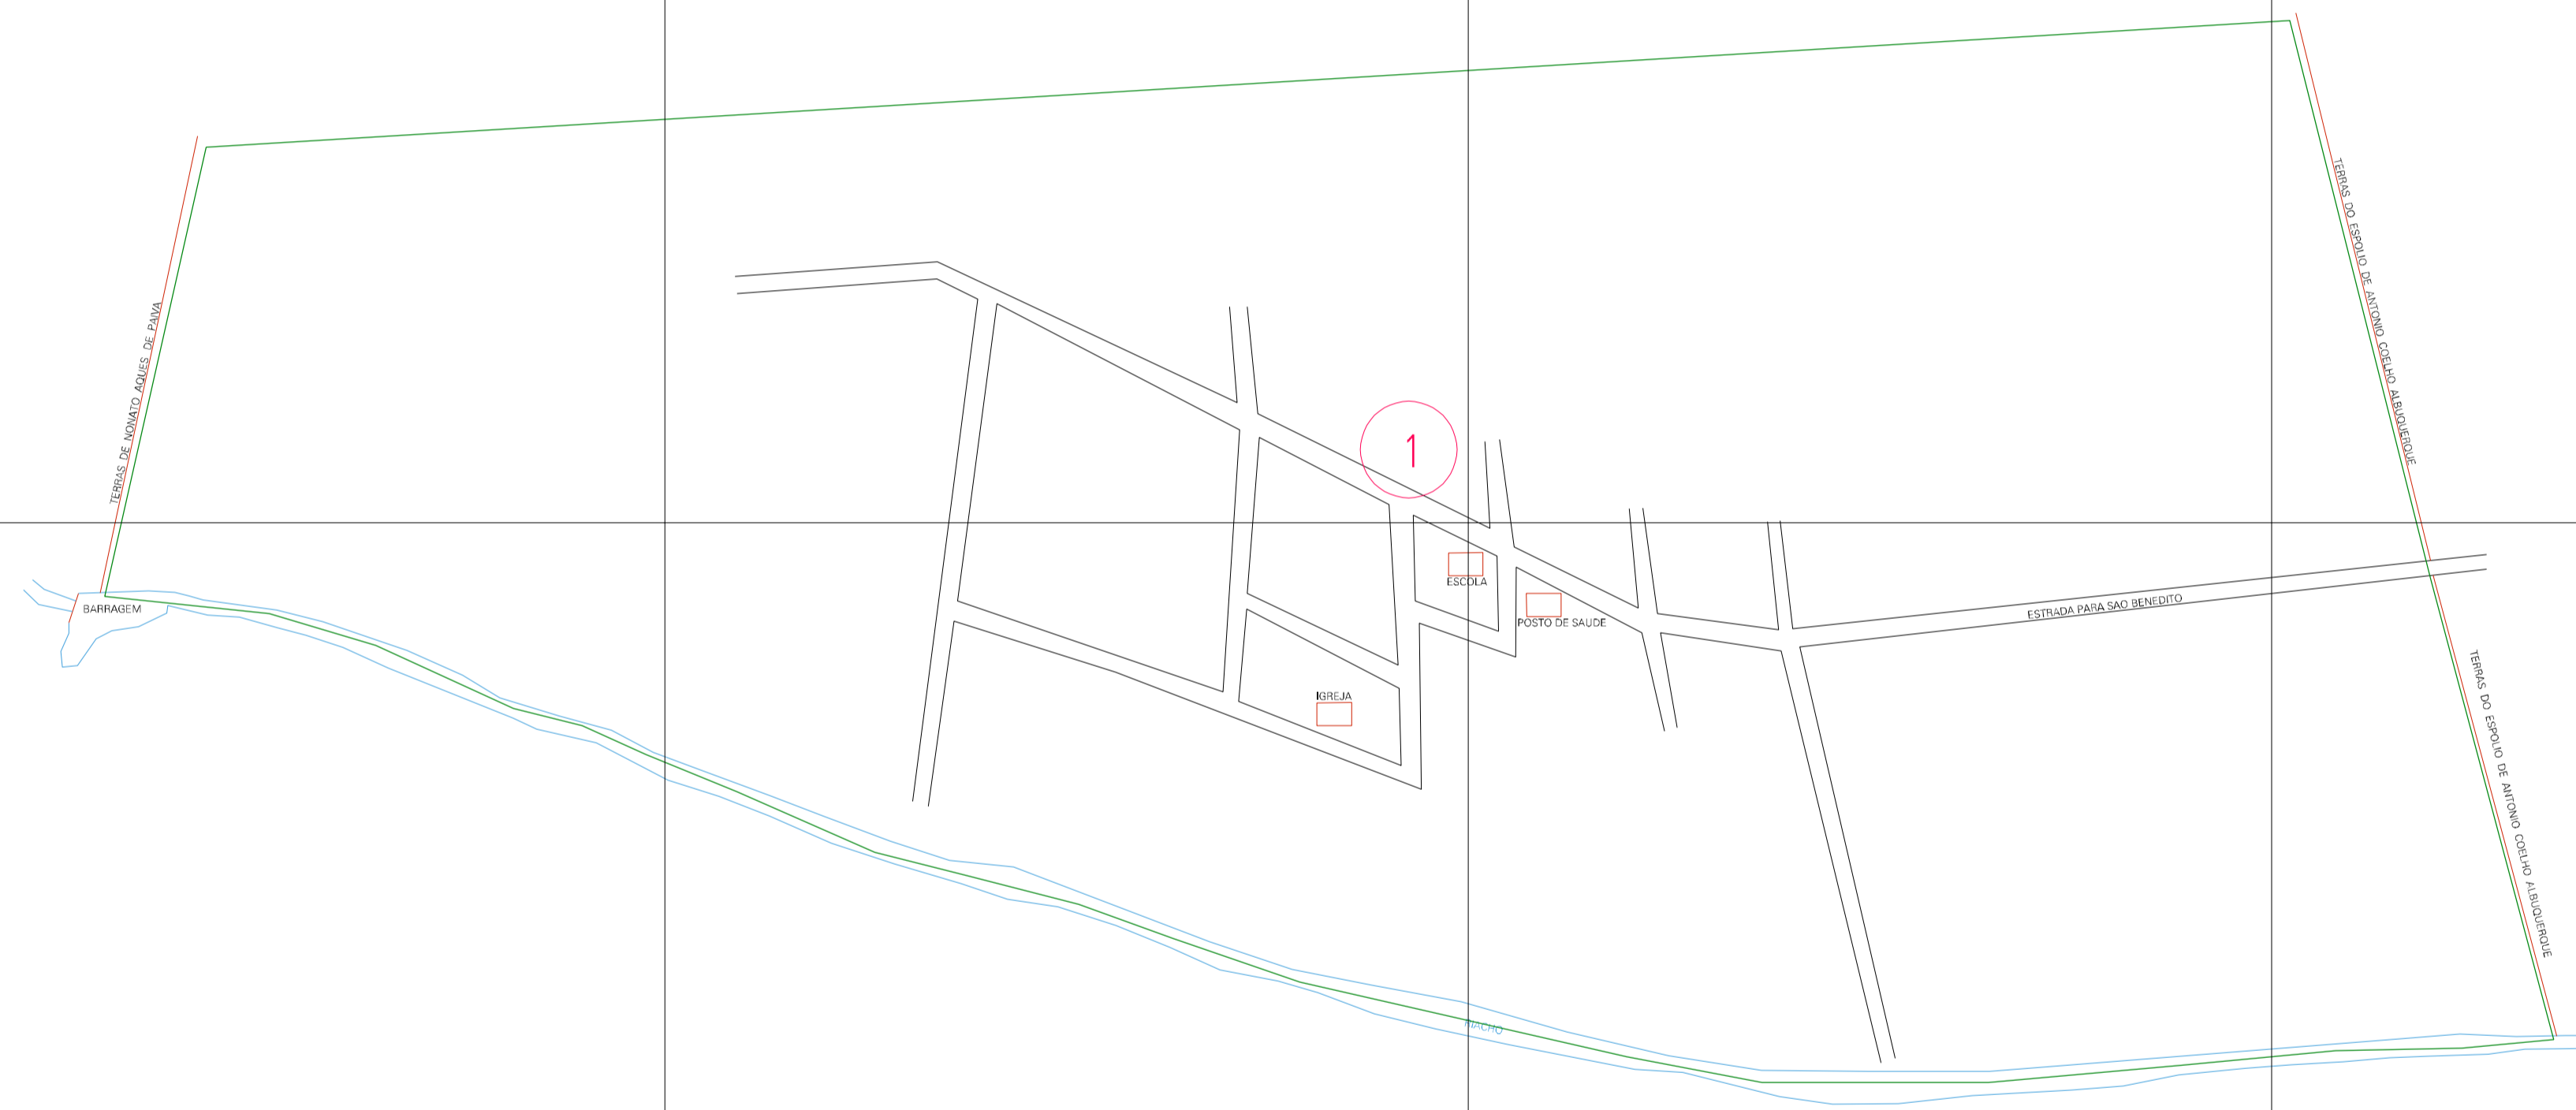 TERRAS DO ESPOLIO DE ANTONIO COELHO ALBUQUERQUE
TERRAS DE NONATO AQUES DE PAIVA
1
ESCOLA
ESTRADA PARA SAO BENEDITO
BARRAGEM
POSTO DE SAUDE
TERRAS DO ESPOLIO DE ANTONIO COELHO ALBUQUERQUE
IGREJA
RIACHO